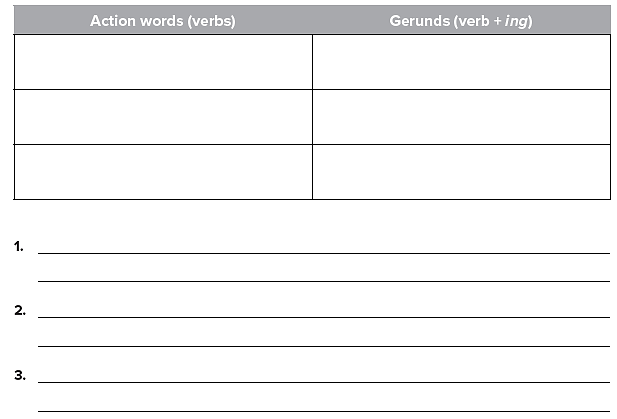 Action words (verbs) Gerunds (verb + ing)
1.
2.
3.